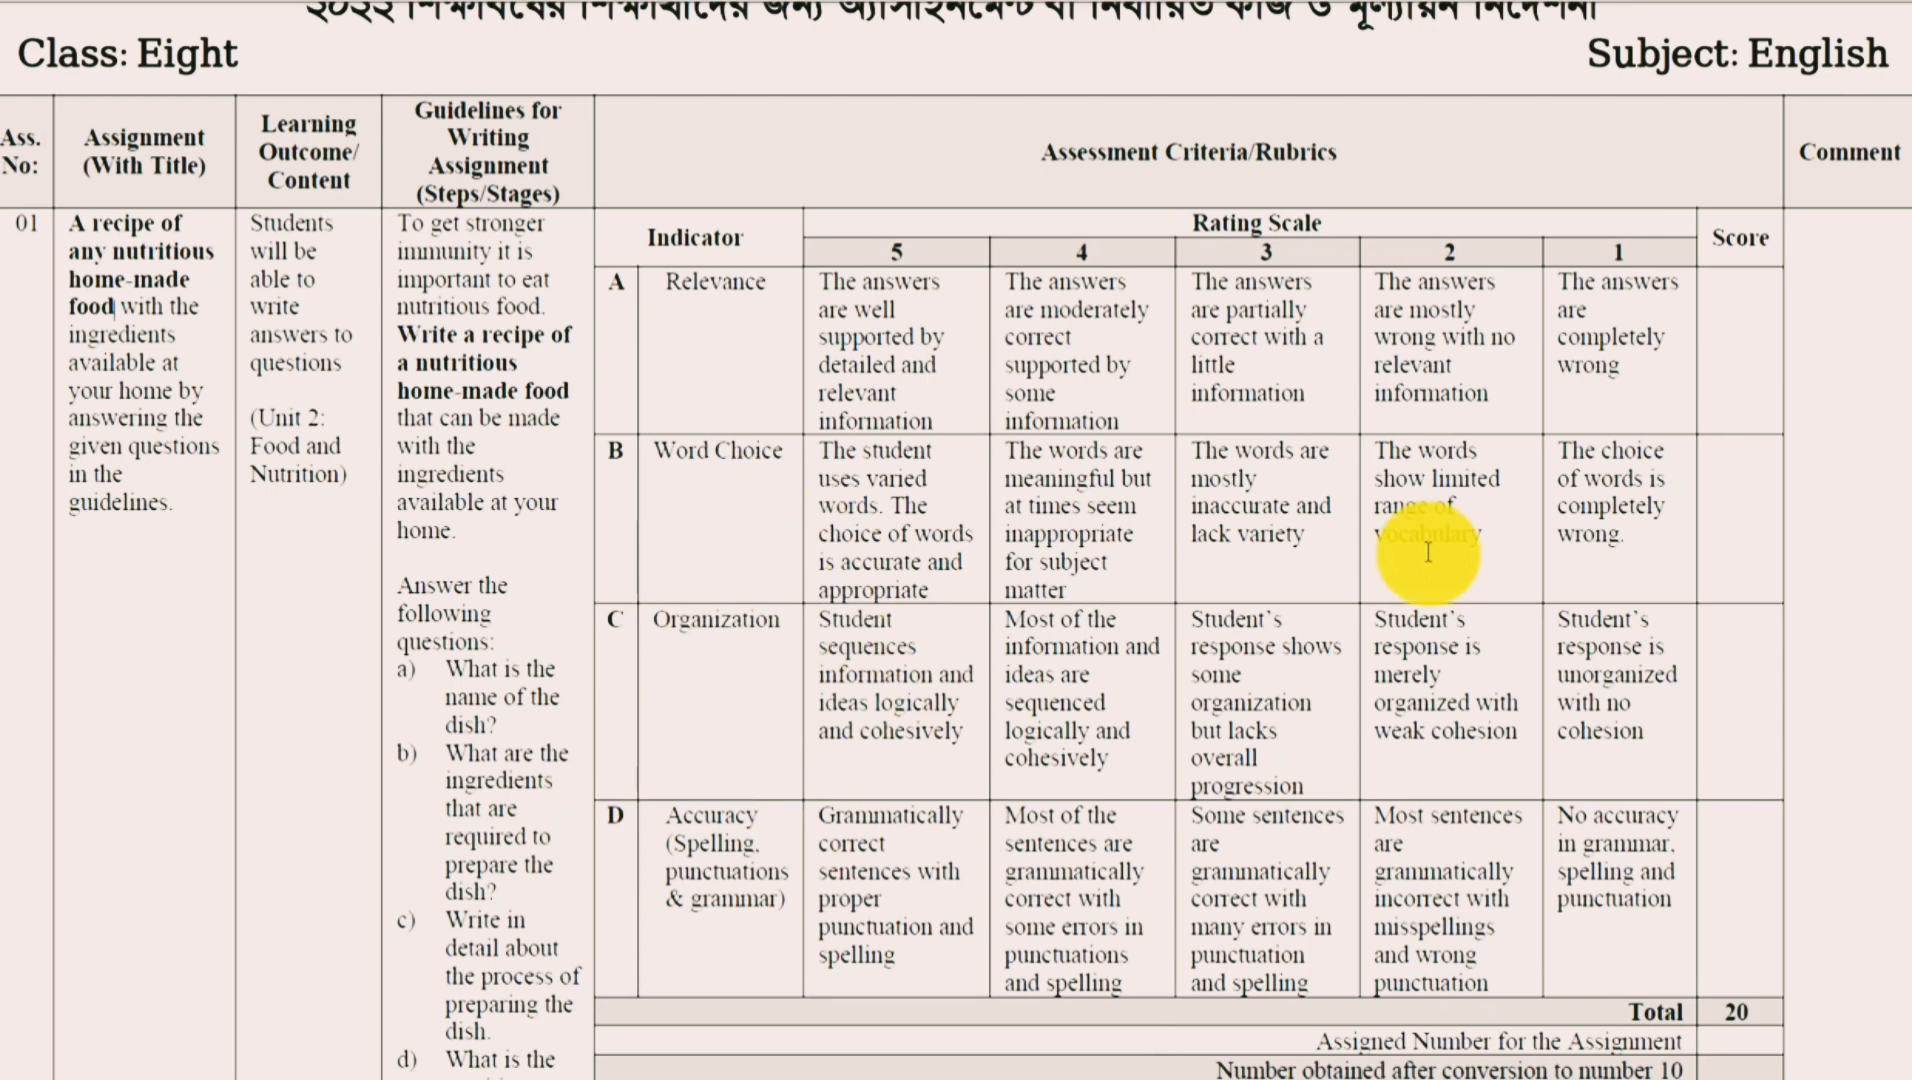 ২০২২ শিক্ষাবর্ষের শিক্ষার্থীদের জন্য অ্যাসাইনমেন্ট বা নির্ধারিত কাজ ও মূল্যায়ন নির্দেশনা
Class: Eight
Subject: English
Ass. No:
Assignment
(With Title)
Learning
Outcome/
Content
Guidelines for
Writing
Assignment
(Steps/Stages)
Assessment Criteria/Rubrics
Comment
01
A recipe of
any nutritious
home-made
food with the
ingredients
available at
your home by
answering the
given questions
in the
guidelines.
Students
will be
able to
write
answers to
questions
(Unit 2:
Food and
Nutrition)
To get stronger
immunity it is
important to eat
nutritious food.
Write a recipe of
a nutritious
home-made food
that can be made
with the
ingredients
available at your
home.
Answer the
following
questions:
a) What is the
name of the
dish?
b) What are the
ingredients
that are
required to
prepare the
dish?
c) Write in
detail about
the process of
preparing the
dish.
d) What is the
Indicator
Rating Scale
Score
5
4
3
2
1
A
Relevance
The answers
are well
supported by
detailed and
relevant
information
The answers
are moderately
correct
supported by
some
information
The answers
are partially
correct with a
little
information
The answers
are mostly
wrong with no
relevant
information
The answers
are
completely
wrong
B
Word Choice
The student
uses varied
words. The
choice of words
is accurate and
appropriate
The words are
meaningful but
at times seem
inappropriate
for subject
matter
The words are
mostly
inaccurate and
lack variety
The words
show limited
range of
vocabulary
The choice
of words is
completely
wrong.
C
Organization
Student
sequences
information and
ideas logically
and cohesively
Most of the
information and
ideas are
sequenced
logically and
cohesively
Student's
response shows
some
organization
but lacks
overall
progression
Student's
response is
merely
organized with
weak cohesion
Student's
response is
unorganized
with no
cohesion
D
Accuracy
(Spelling,
punctuations
& grammar)
Grammatically
correct
sentences with
proper
punctuation and
spelling
Most of the
sentences are
grammatically
correct with
some errors in
punctuations
and spelling
Some sentences
are
grammatically
correct with
many errors in
punctuation
and spelling
Most sentences
are
grammatically
incorrect with
misspellings
and wrong
punctuation
No accuracy
in grammar,
spelling and
punctuation
Total
20
Assigned Number for the Assignment
Number obtained after conversion to number 10